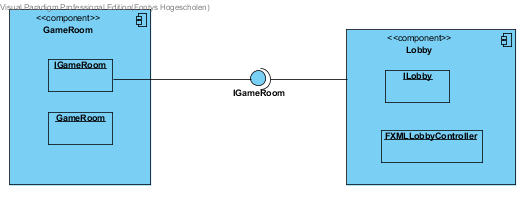 Visual Paradigm Professional Edition(Fontys Hogescholen)
<<component>>
GameRoom
IGameRoom
GameRoom
IGameRoom
<<component>>
Lobby
ILobby
FXMLLobbyController